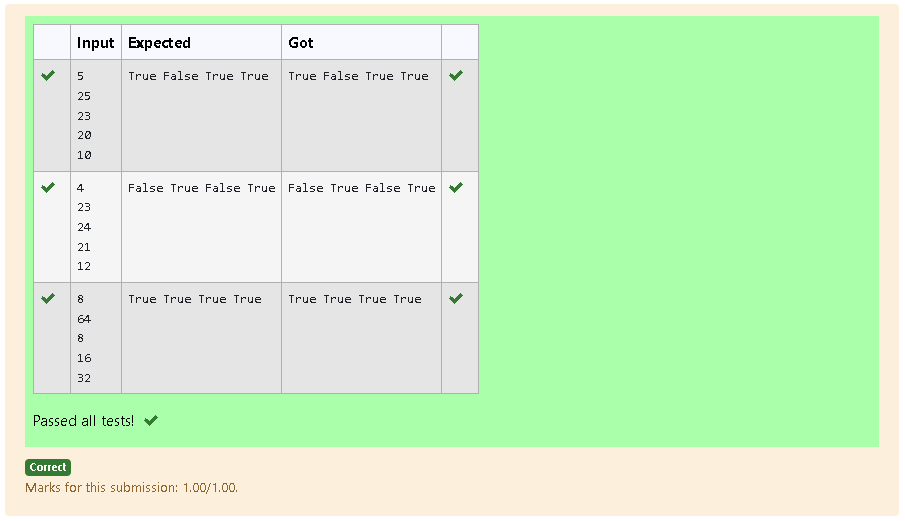 Input Expected Got
5 True False True True True False True True
25
23
20
10
4 False True False True False True False True
23
24
21
12
8 True True True True True True True True
64
8
16
32
Passed all tests!
Correct
Marks for this submission: 1.00/1.00.